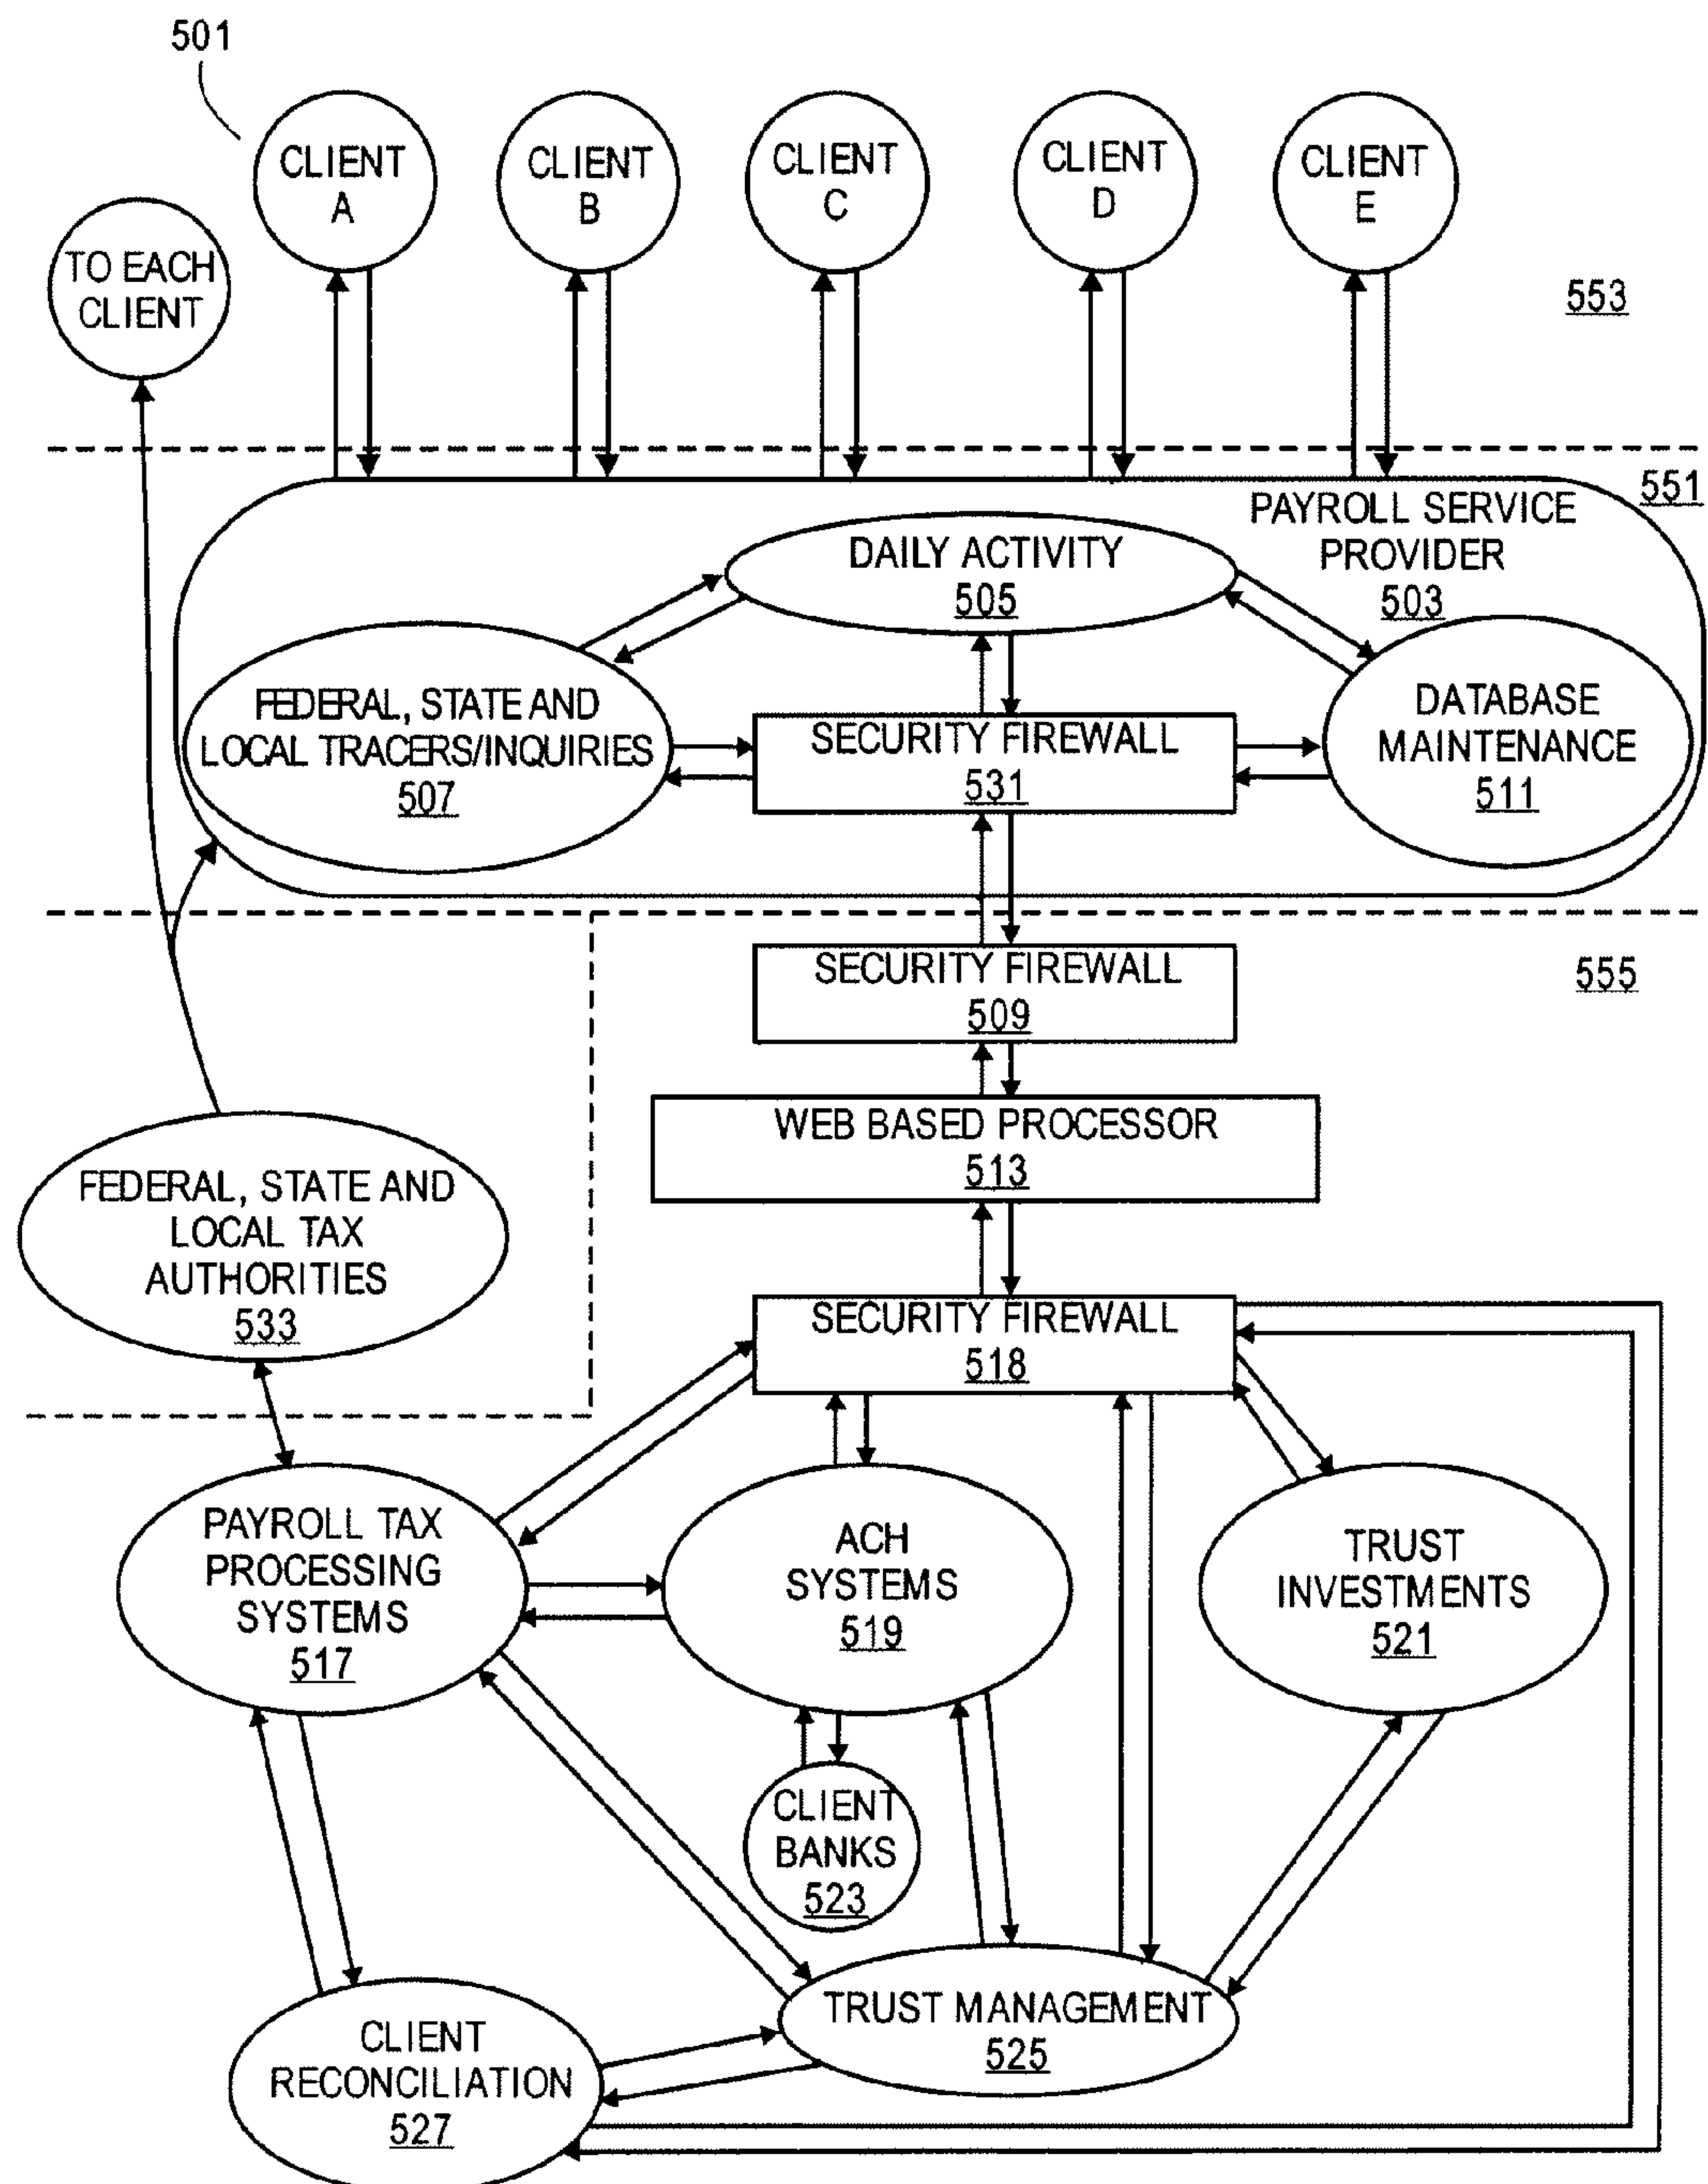 501
CLIENT
A
CLIENT
B
CLIENT
C
CLIENT
D
CLIENT
E
TO EACH
CLIENT
553
551
PAYROLL SERVICE
PROVIDER
503
DAILY ACTIVITY
505
FEDERAL, STATE AND
LOCAL TRACERS/INQUIRIES
507
SECURITY FIREWALL
531
DATABASE
MAINTENANCE
511
SECURITY FIREWALL
509
555
WEB BASED PROCESSOR
513
FEDERAL, STATE AND
LOCAL TAX
AUTHORITIES
533
SECURITY FIREWALL
518
PAYROLL TAX
PROCESSING
SYSTEMS
517
ACH
SYSTEMS
519
TRUST
INVESTMENTS
521
CLIENT
BANKS
523
TRUST MANAGEMENT
525
CLIENT
RECONCILIATION
527